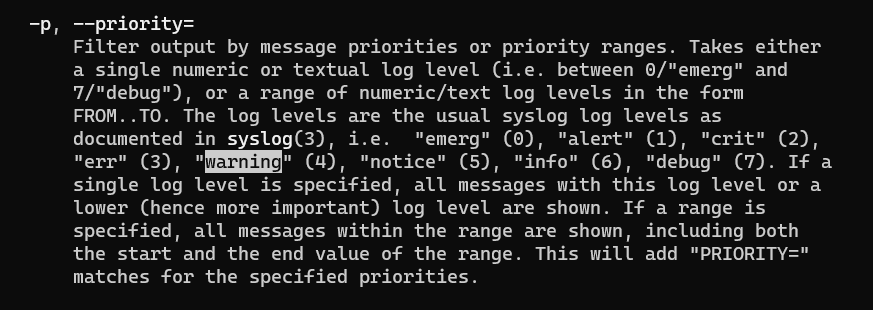 -p, --priority=
Filter output by message priorities or priority ranges. Takes either
a single numeric or textual log level (i.e. between 0/"emerg" and
7/"debug"), or a range of numeric/text log levels in the form
FROM..TO. The log levels are the usual syslog log levels as
documented in syslog(3), i.e.  "emerg" (0), "alert" (1), "crit" (2),
"err" (3), "warning" (4), "notice" (5), "info" (6), "debug" (7). If a
single log level is specified, all messages with this log level or a
lower (hence more important) log level are shown. If a range is
specified, all messages within the range are shown, including both
the start and the end value of the range. This will add "PRIORITY="
matches for the specified priorities.